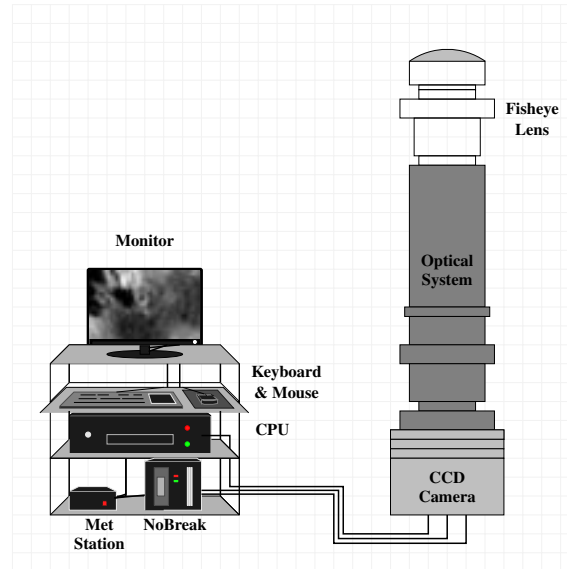 Fisheye
Lens
Monitor
Optical
System
Keyboard
& Mouse
CPU
CCD
Camera
Met
Station
NoBreak